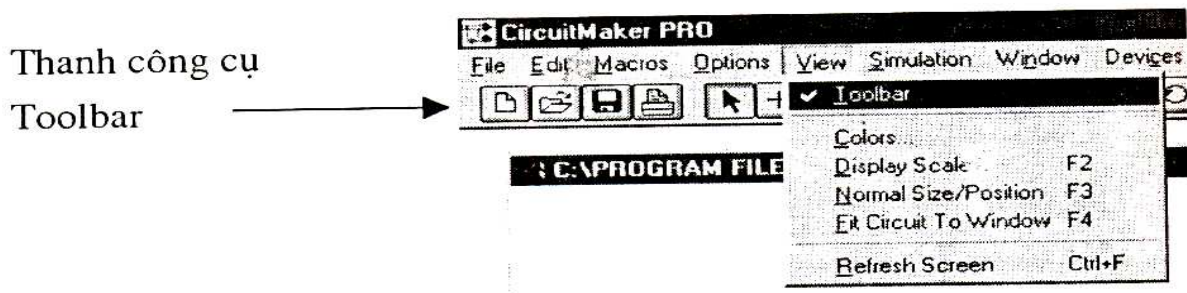 Thanh công cụ
Toolbar
CircuitMaker PRO
File Edit Macros Options View Simulation Window Devices
Toolbar
Colors...
Display Scale F2
Normal Size/Position F3
Fit Circuit To Window F4
Refresh Screen Ctrl+F
C:\PROGRAM FILE